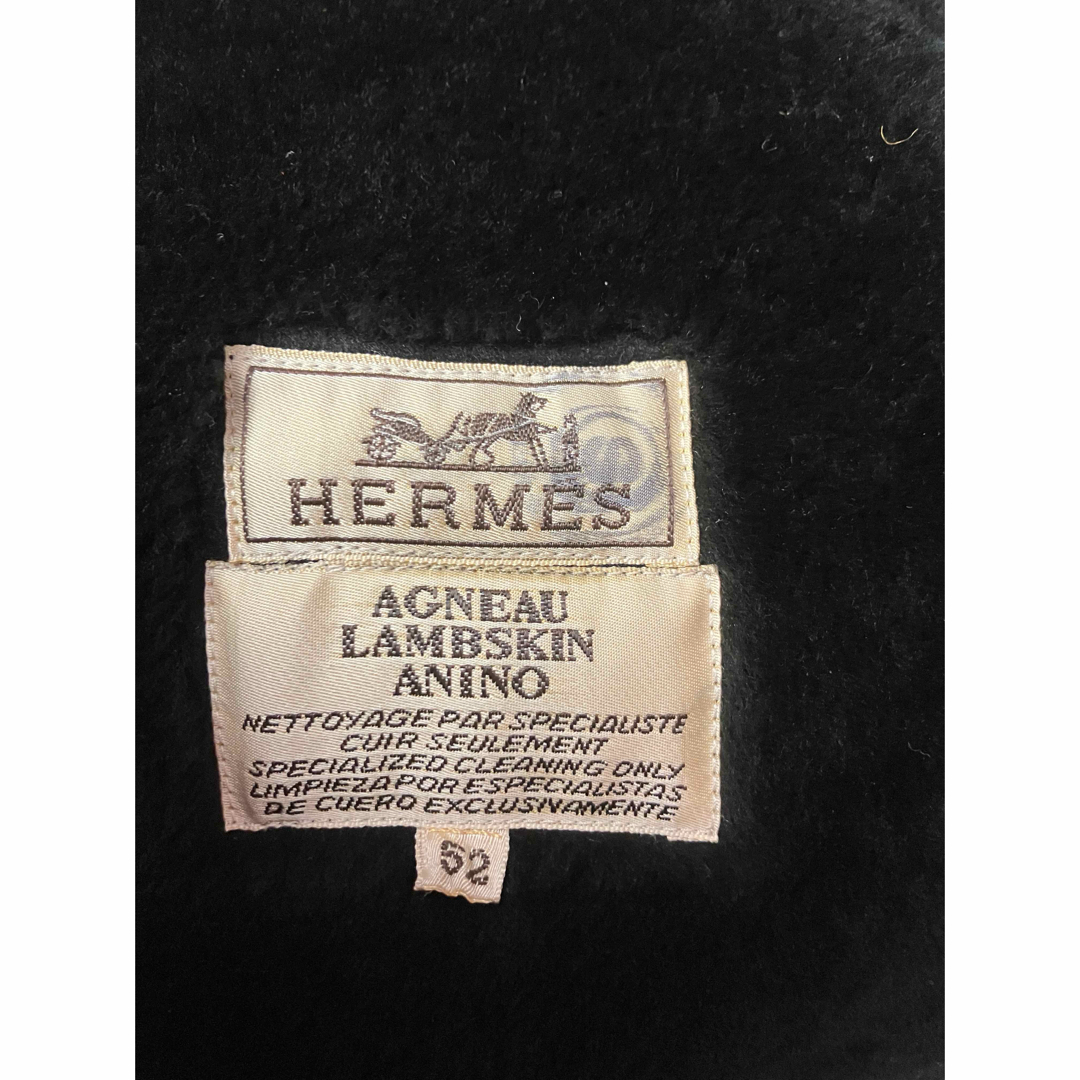 HERMES
AGNEAU
LAMBSKIN
ANINO
NETTOYAGE PAR SPECIALISTE
CUIR SEULEMENT
SPECIALIZED CLEANING ONLY
LIMPIEZA POR ESPECIALISTAS
DE CUERO EXCLUSIVAMENTE
52